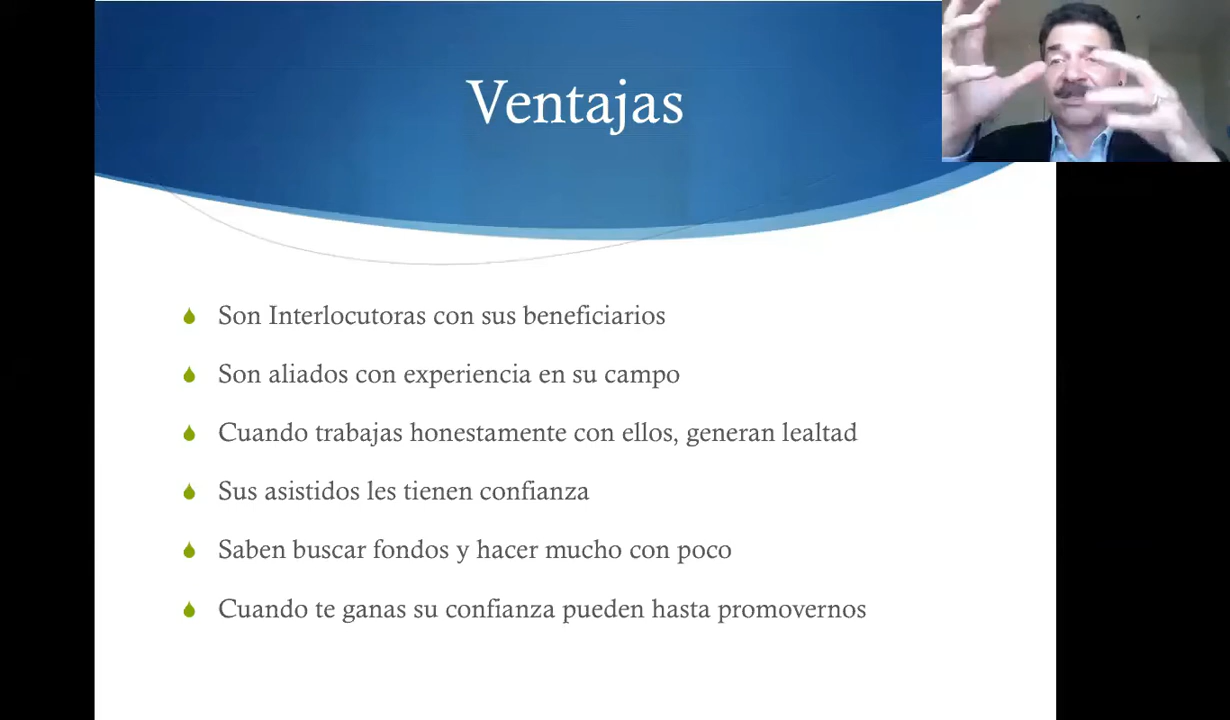 Ventajas
Son Interlocutoras con sus beneficiarios
Son aliados con experiencia en su campo
Cuando trabajas honestamente con ellos, generan lealtad
Sus asistidos les tienen confianza
Saben buscar fondos y hacer mucho con poco
Cuando te ganas su confianza pueden hasta promovernos